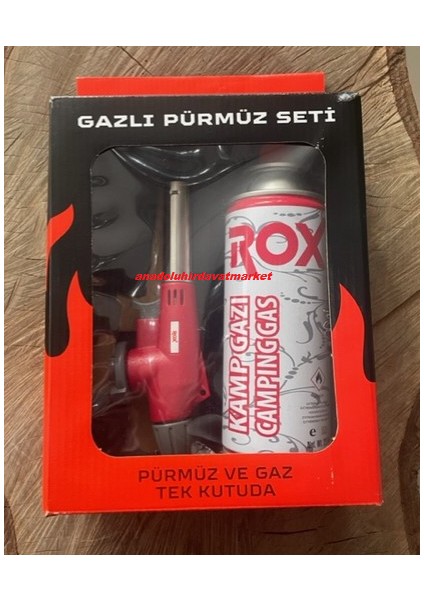 GAZLI PÜRMÜZ SETİ
ROX
anadoluhirdavatmarket
KAMP GAZI
CAMPING GAS
e
PÜRMÜZ VE GAZ
TEK KUTUDA